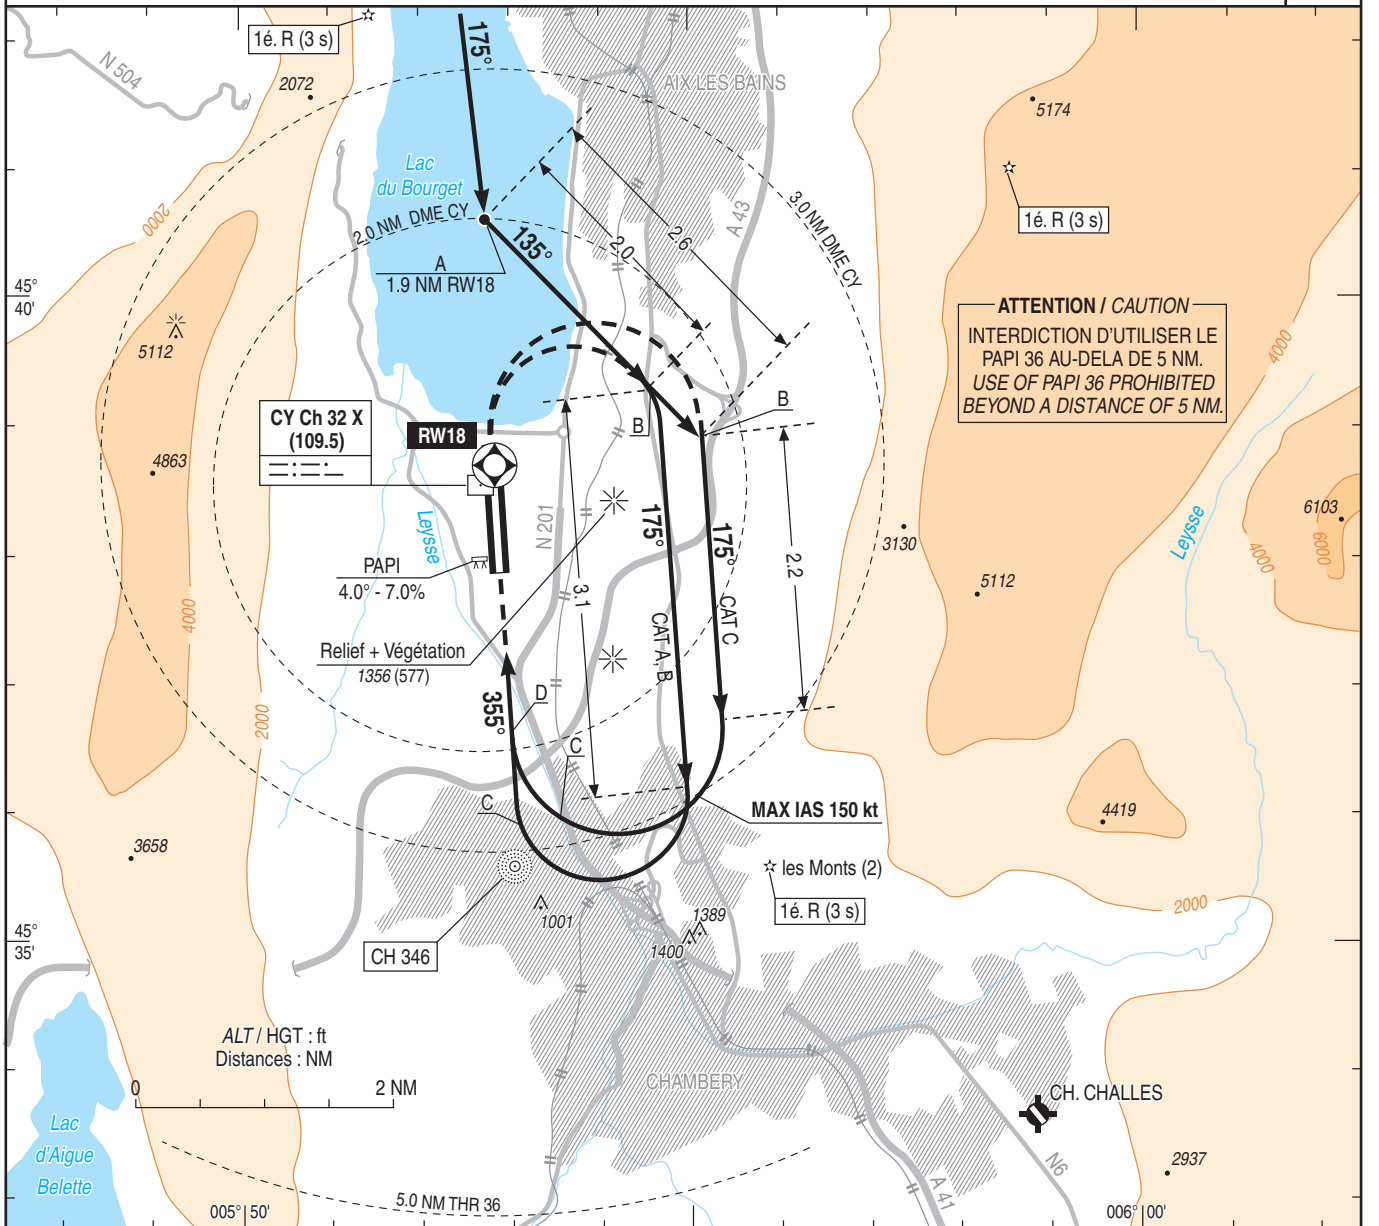 175°
1é. R (3 s)
N 504
2072
AIX LES BAINS
5174
1é. R (3 s)
Lac
du Bourget
2000
2.0 NM DME CY
3.0 NM DME CY
A 43
135°
2.0
2.6
A
1.9 NM RW18
45°
40'
5112
ATTENTION / CAUTION
INTERDICTION D'UTILISER LE
PAPI 36 AU-DELA DE 5 NM.
USE OF PAPI 36 PROHIBITED
BEYOND A DISTANCE OF 5 NM.
4000
CY Ch 32 X
(109.5)
RW18
B
B
4863
6103
6000
4000
Leysse
N 201
175°
175°
2.2
3130
5112
Leysse
PAPI
4.0° - 7.0%
3.1
4000
CAT A, B
CAT C
Relief + Végétation
1356 (577)
2000
355°
D
C
C
MAX IAS 150 kt
4419
3658
les Monts (2)
1é. R (3 s)
2000
1001
1389
1400
CH 346
45°
35'
ALT / HGT : ft
Distances : NM
0
2 NM
CHAMBERY
CH. CHALLES
Lac
d'Aigue
Belette
N6
2937
A 41
5.0 NM THR 36
005° 50'
006° 00'